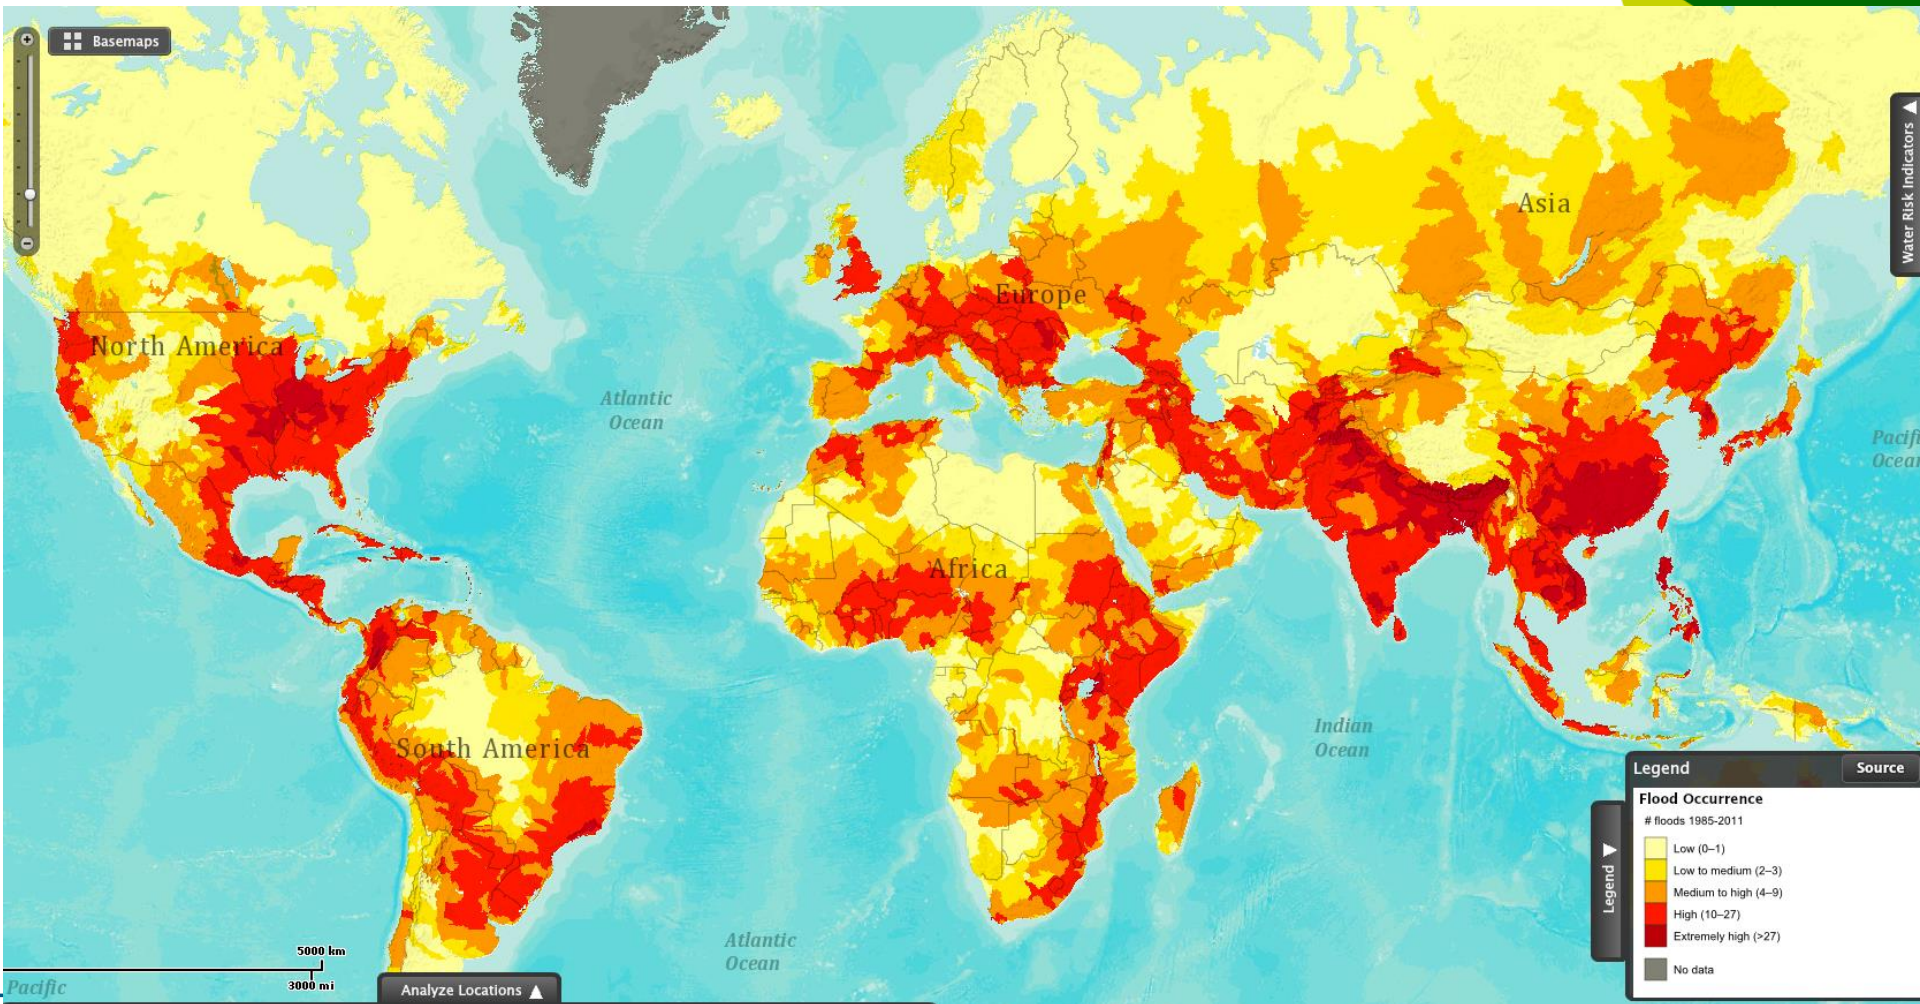 Basemaps
Water Risk Indicators
Asia
Europe
North America
Atlantic
Ocean
Africa
South America
Indian
Ocean
Atlantic
Ocean
5000 km
3000 mi
Pacific
Analyze Locations
Legend
Legend
Source
Flood Occurrence
# floods 1985-2011
Low (0–1)
Low to medium (2–3)
Medium to high (4–9)
High (10–27)
Extremely high (>27)
No data